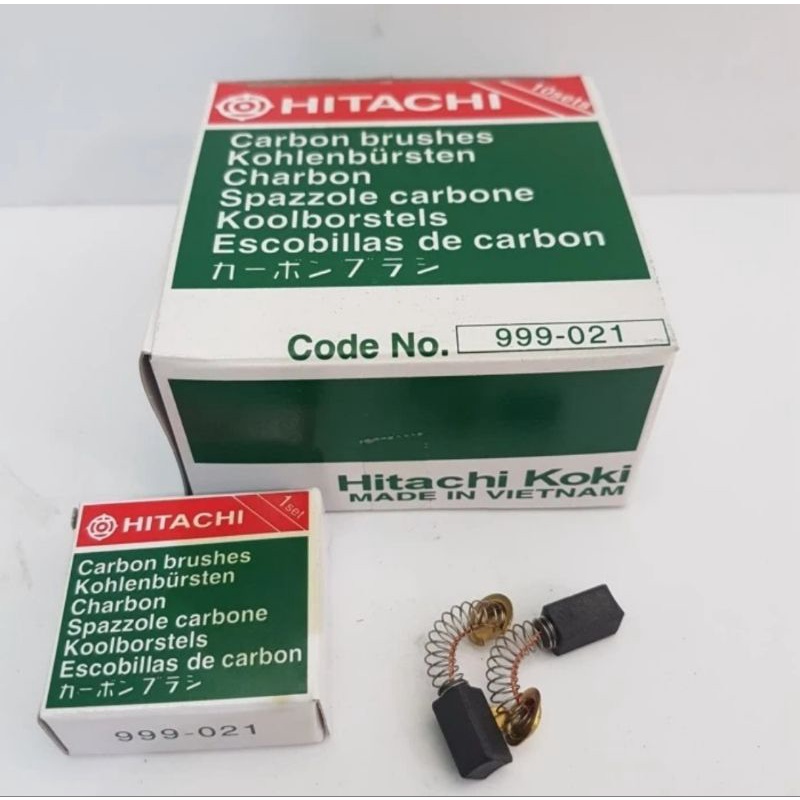 HITACHI
10sets
Carbon brushes
Kohlenbürsten
Charbon
Spazzole carbone
Koolborstels
Escobillas de carbon
カーボンブラシ
Code No. 999-021
Hitachi Koki
MADE IN VIETNAM
HITACHI
1set
Carbon brushes
Kohlenbürsten
Charbon
Spazzole carbone
Koolborstels
Escobillas de carbon
カーボンブラシ
999-021